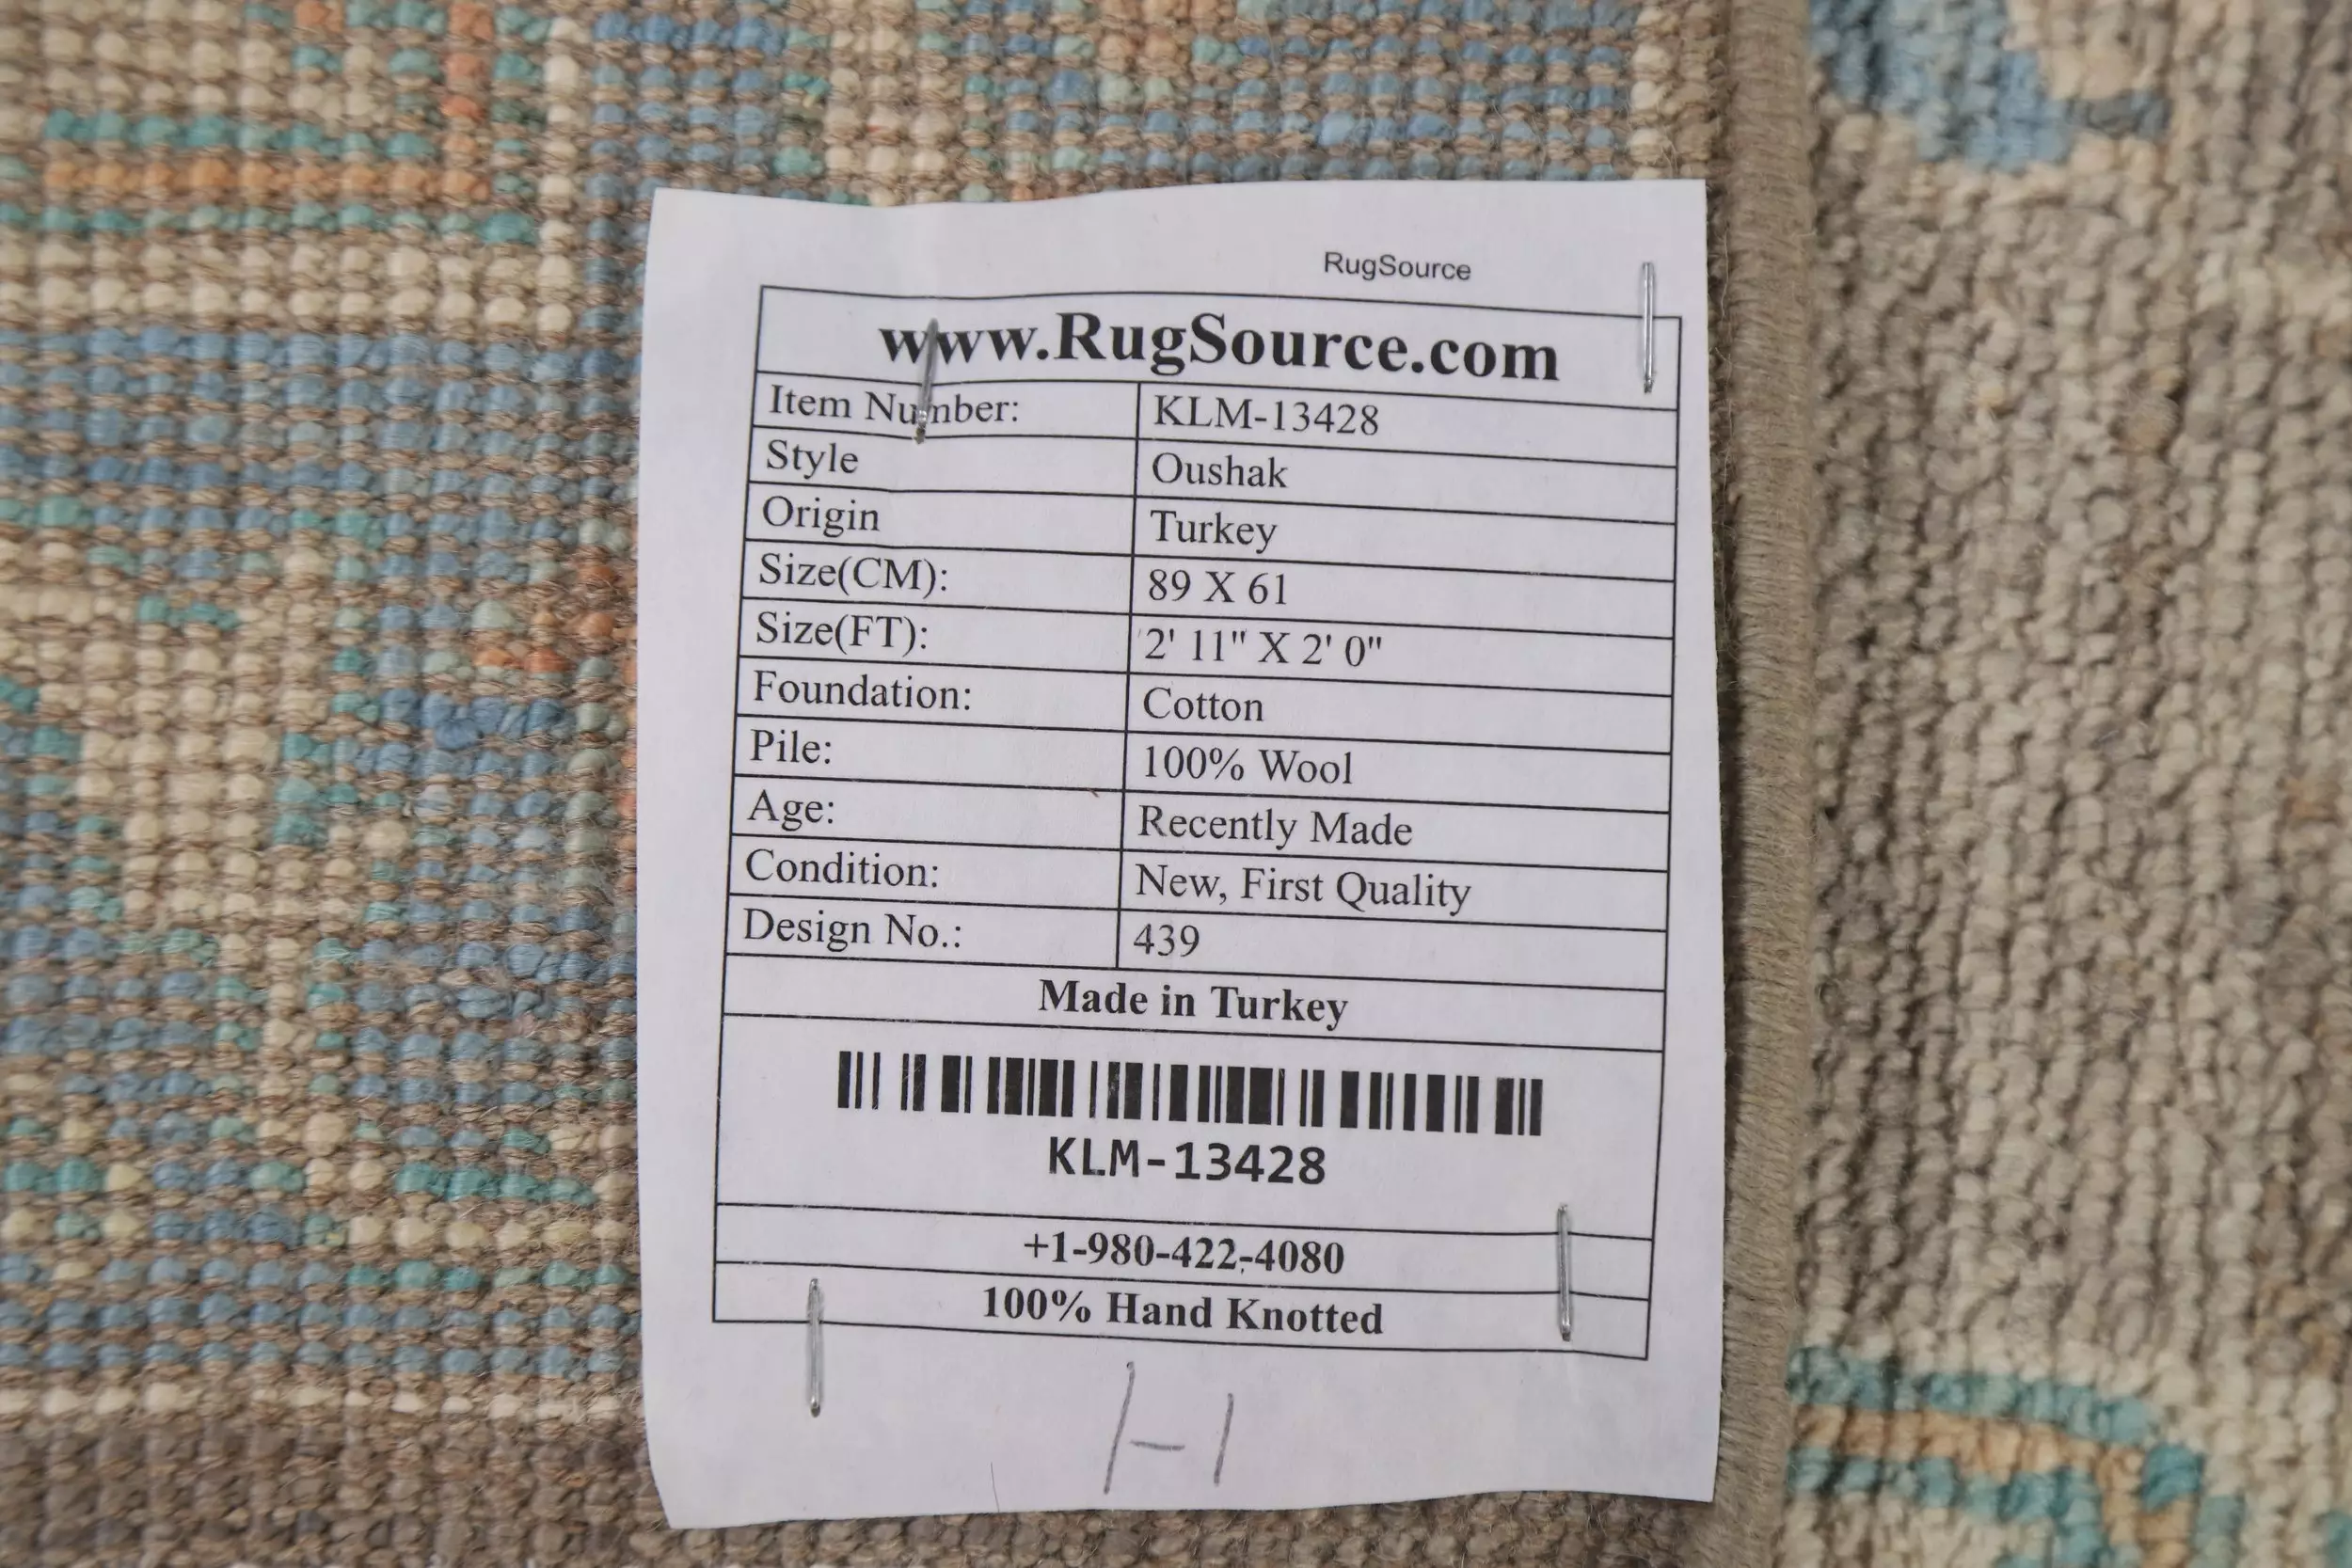 RugSource
www.RugSource.com
Item Number: KLM-13428
Style Oushak
Origin Turkey
Size(CM): 89 X 61
Size(FT): 2' 11" X 2' 0"
Foundation: Cotton
Pile: 100% Wool
Age: Recently Made
Condition: New, First Quality
Design No.: 439
Made in Turkey
KLM-13428
+1-980-422-4080
100% Hand Knotted
1-1